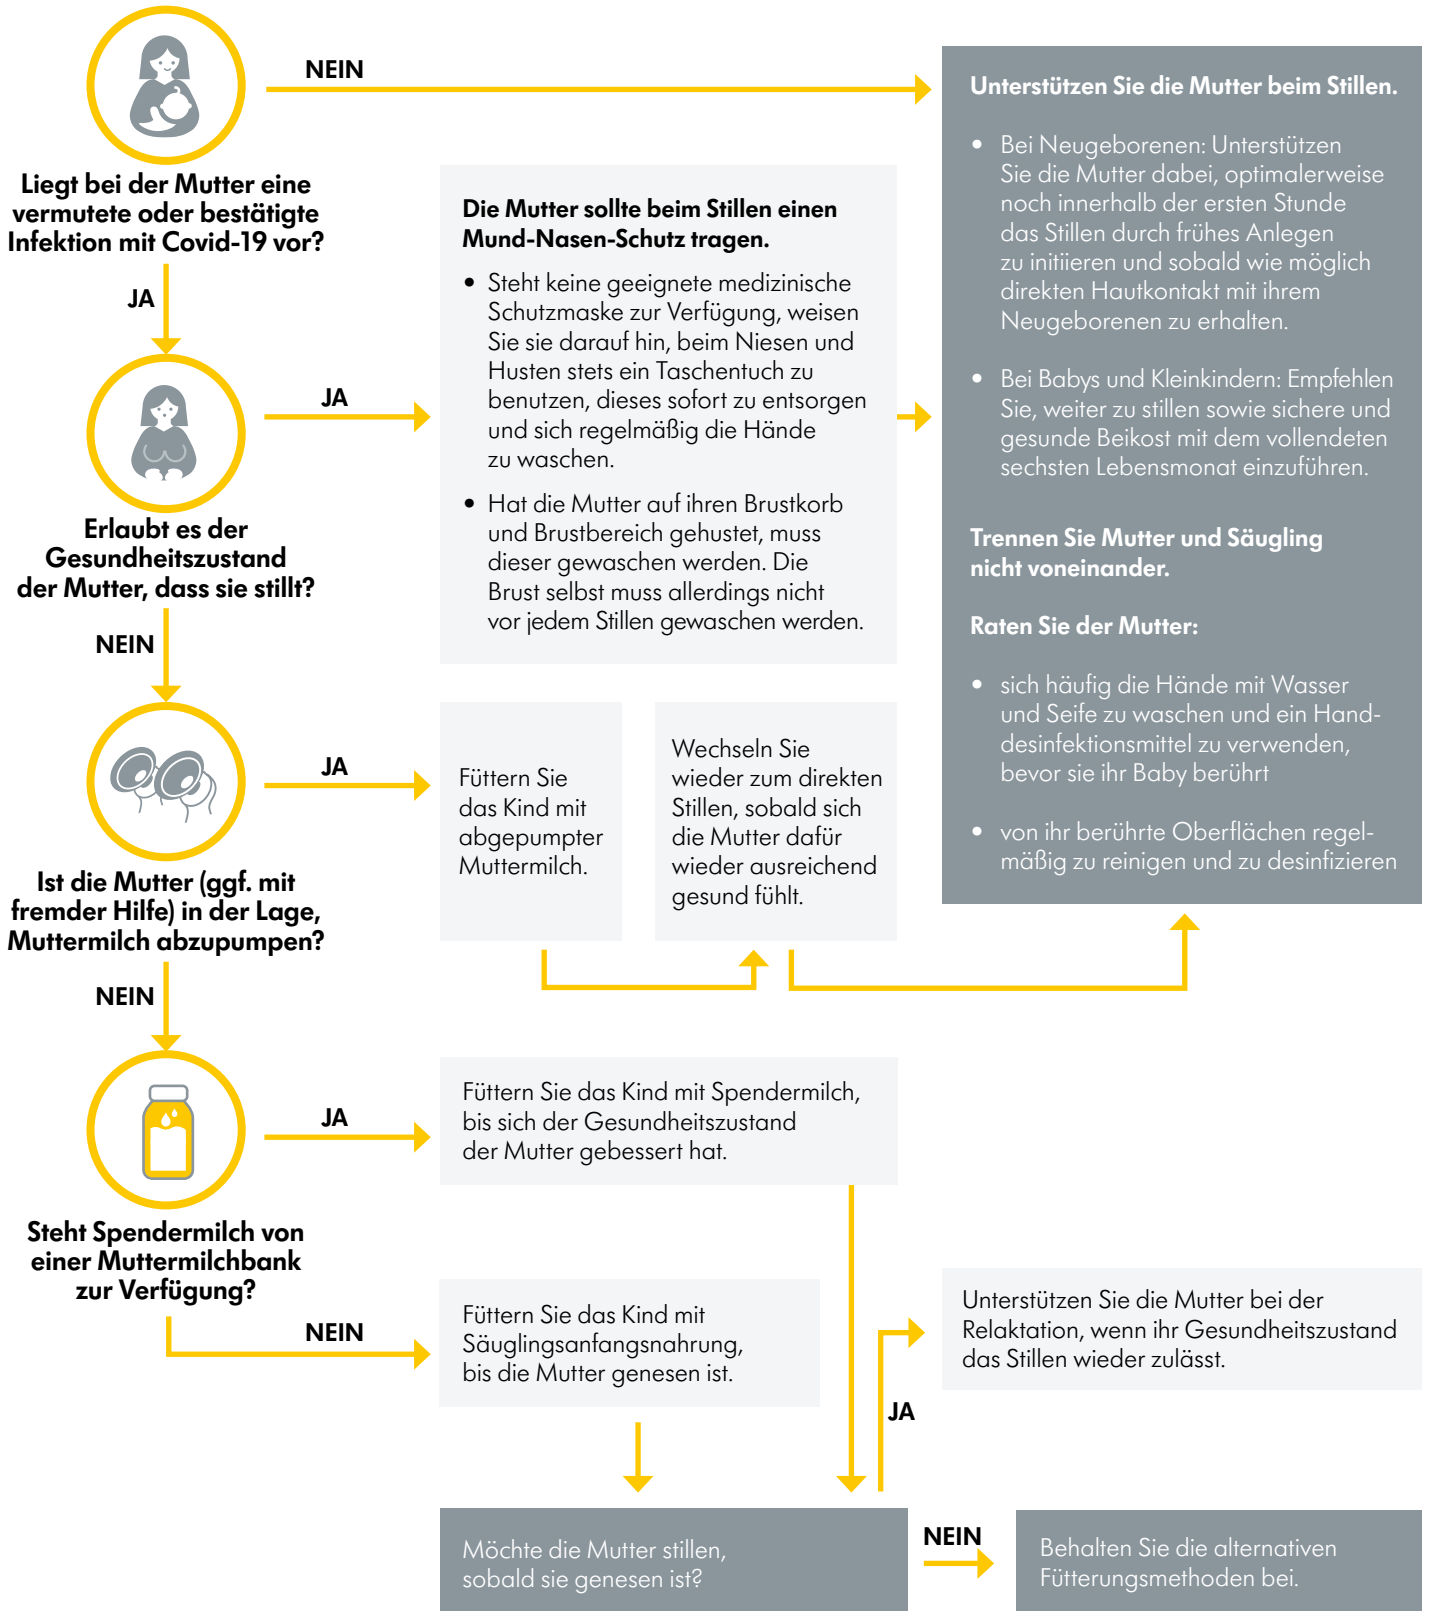 NEIN
Liegt bei der Mutter eine
vermutete oder bestätigte
Infektion mit Covid-19 vor?
JA
Erlaubt es der
Gesundheitszustand
der Mutter, dass sie stillt?
JA
Die Mutter sollte beim Stillen einen
Mund-Nasen-Schutz tragen.
• Steht keine geeignete medizinische
Schutzmaske zur Verfügung, weisen
Sie sie darauf hin, beim Niesen und
Husten stets ein Taschentuch zu
benutzen, dieses sofort zu entsorgen
und sich regelmäßig die Hände
zu waschen.
• Hat die Mutter auf ihren Brustkorb
und Brustbereich gehustet, muss
dieser gewaschen werden. Die
Brust selbst muss allerdings nicht
vor jedem Stillen gewaschen werden.
Unterstützen Sie die Mutter beim Stillen.
• Bei Neugeborenen: Unterstützen
Sie die Mutter dabei, optimalerweise
noch innerhalb der ersten Stunde
das Stillen durch frühes Anlegen
zu initiieren und sobald wie möglich
direkten Hautkontakt mit ihrem
Neugeborenen zu erhalten.
• Bei Babys und Kleinkindern: Empfehlen
Sie, weiter zu stillen sowie sichere und
gesunde Beikost mit dem vollendeten
sechsten Lebensmonat einzuführen.
Trennen Sie Mutter und Säugling
nicht voneinander.
Raten Sie der Mutter:
• sich häufig die Hände mit Wasser
und Seife zu waschen und ein Hand-
desinfektionsmittel zu verwenden,
bevor sie ihr Baby berührt
• von ihr berührte Oberflächen regel-
mäßig zu reinigen und zu desinfizieren
NEIN
Ist die Mutter (ggf. mit
fremder Hilfe) in der Lage,
Muttermilch abzupumpen?
JA
Füttern Sie
das Kind mit
abgepumpter
Muttermilch.
Wechseln Sie
wieder zum direkten
Stillen, sobald sich
die Mutter dafür
wieder ausreichend
gesund fühlt.
NEIN
Steht Spendermilch von
einer Muttermilchbank
zur Verfügung?
JA
Füttern Sie das Kind mit Spendermilch,
bis sich der Gesundheitszustand
der Mutter gebessert hat.
NEIN
Füttern Sie das Kind mit
Säuglingsanfangsnahrung,
bis die Mutter genesen ist.
Möchte die Mutter stillen,
sobald sie genesen ist?
JA
Unterstützen Sie die Mutter bei der
Relaktation, wenn ihr Gesundheitszustand
das Stillen wieder zulässt.
NEIN
Behalten Sie die alternativen
Fütterungsmethoden bei.